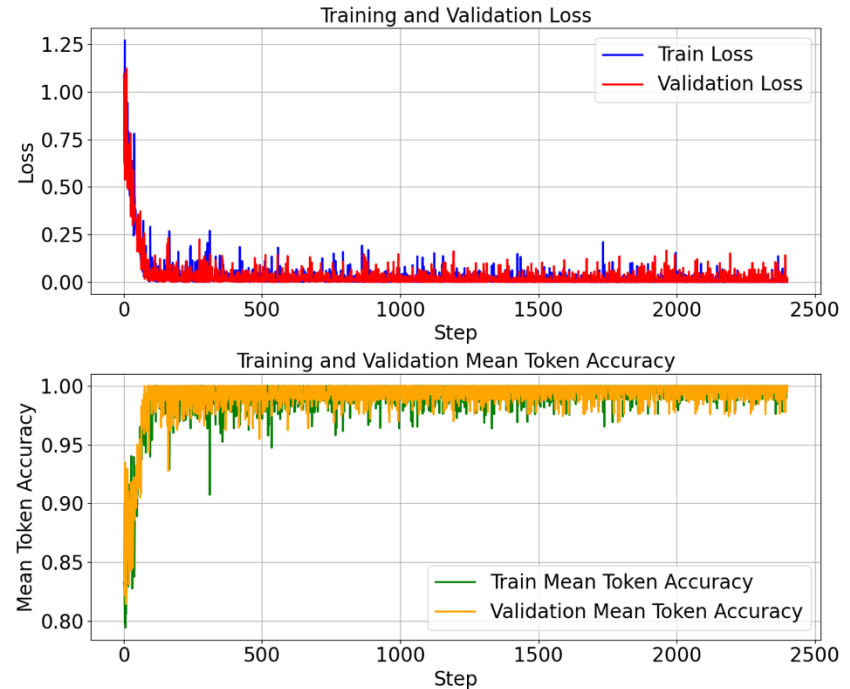 Training and Validation Loss
1.25
1.00
0.75
0.50
0.25
0.00
Loss
Train Loss
Validation Loss
0
500
1000
1500
2000
2500
Step
Training and Validation Mean Token Accuracy
1.00
0.95
0.90
0.85
0.80
Mean Token Accuracy
Train Mean Token Accuracy
Validation Mean Token Accuracy
0
500
1000
1500
2000
2500
Step